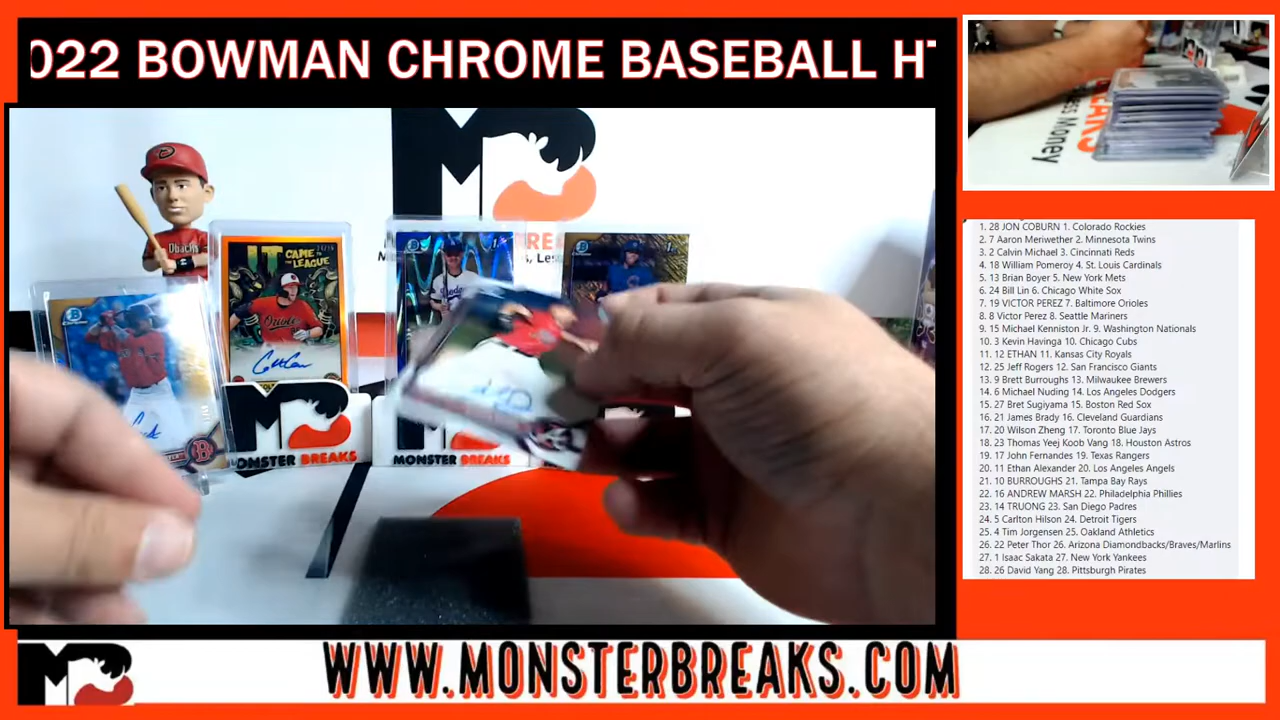 022 BOWMAN CHROME BASEBALL HT
ess Money
Dbacks
I.T CAME
THE LEAGUE
MONSTER BREAKS
MONSTER BREAKS
1. 28 JON COBURN 1. Colorado Rockies
2. 7 Aaron Meriwether 2. Minnesota Twins
3. 2 Calvin Michael 3. Cincinnati Reds
4. 18 William Pomeroy 4. St. Louis Cardinals
5. 13 Brian Boyer 5. New York Mets
6. 24 Bill Lin 6. Chicago White Sox
7. 19 VICTOR PEREZ 7. Baltimore Orioles
8. 8 Victor Perez 8. Seattle Mariners
9. 15 Michael Kenniston Jr. 9. Washington Nationals
10. 3 Kevin Havinga 10. Chicago Cubs
11. 12 ETHAN 11. Kansas City Royals
12. 25 Jeff Rogers 12. San Francisco Giants
13. 9 Brett Burroughs 13. Milwaukee Brewers
14. 6 Michael Nuding 14. Los Angeles Dodgers
15. 27 Bret Sugiyama 15. Boston Red Sox
16. 21 James Brady 16. Cleveland Guardians
17. 20 Wilson Zheng 17. Toronto Blue Jays
18. 23 Thomas Yeej Koob Vang 18. Houston Astros
19. 17 John Fernandes 19. Texas Rangers
20. 11 Ethan Alexander 20. Los Angeles Angels
21. 10 BURROUGHS 21. Tampa Bay Rays
22. 16 ANDREW MARSH 22. Philadelphia Phillies
23. 14 TRUONG 23. San Diego Padres
24. 5 Carlton Hilson 24. Detroit Tigers
25. 4 Tim Jorgensen 25. Oakland Athletics
26. 22 Peter Thor 26. Arizona Diamondbacks/Braves/Marlins
27. 1 Isaac Sakata 27. New York Yankees
28. 26 David Yang 28. Pittsburgh Pirates
WWW.MONSTERBREAKS.COM